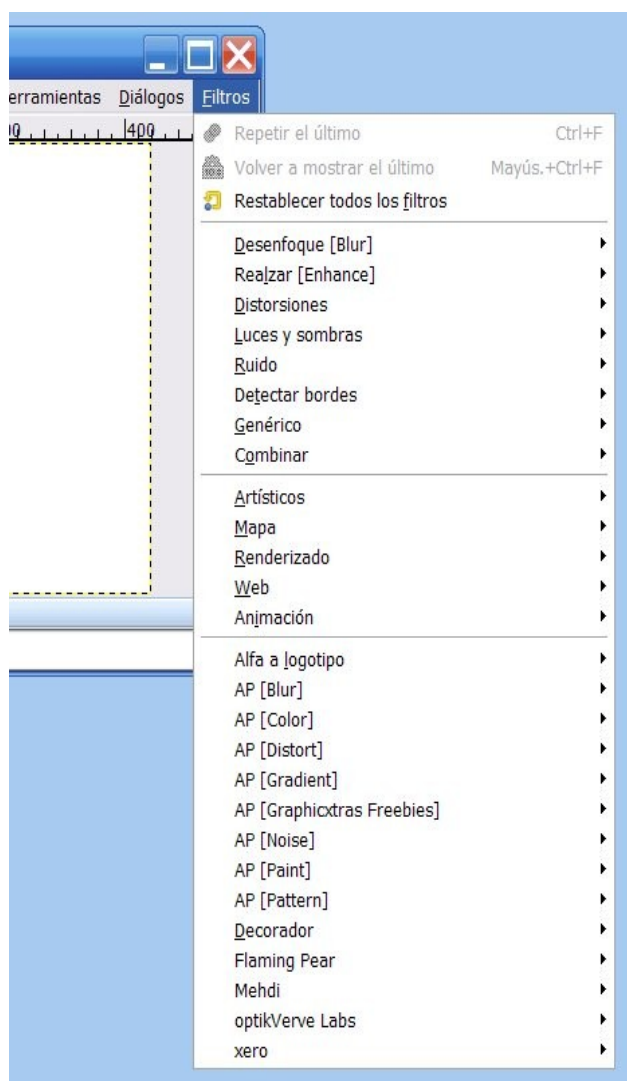 erramientas Diálogos Filtros
400
Repetir el último Ctrl+F
Volver a mostrar el último Mayús.+Ctrl+F
Restablecer todos los filtros
Desenfoque [Blur]
Realzar [Enhance]
Distorsiones
Luces y sombras
Ruido
Detectar bordes
Genérico
Combinar
Artísticos
Mapa
Renderizado
Web
Animación
Alfa a logotipo
AP [Blur]
AP [Color]
AP [Distort]
AP [Gradient]
AP [Graphicxtras Freebies]
AP [Noise]
AP [Paint]
AP [Pattern]
Decorador
Flaming Pear
Mehdi
optikVerve Labs
xero